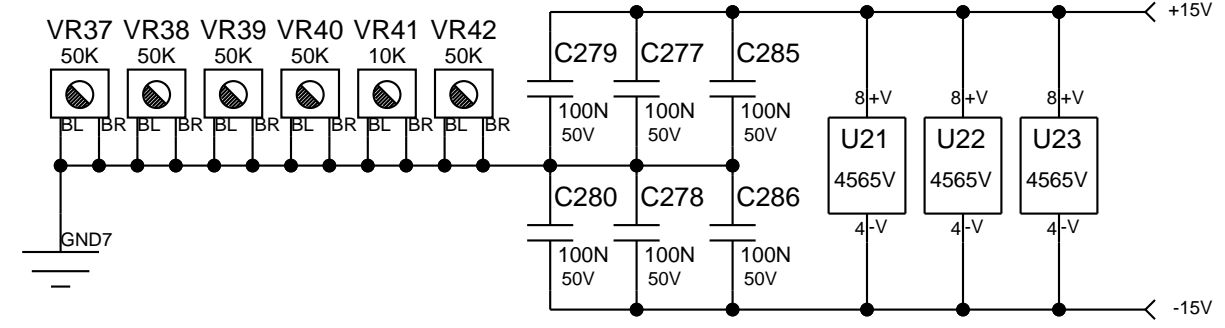 +15V
VR37 VR38 VR39 VR40 VR41 VR42
50K 50K 50K 50K 10K 50K
C279 C277 C285
100N 100N 100N
50V 50V 50V
8 +V 8 +V 8 +V
BL BR BL BR BL BR BL BR BL BR BL BR
U21 U22 U23
4565V 4565V 4565V
C280 C278 C286
4 -V 4 -V 4 -V
GND7
100N 100N 100N
50V 50V 50V
-15V